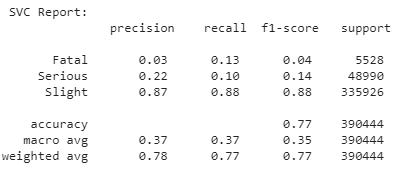 SVC Report:
precision recall f1-score support
Fatal 0.03 0.13 0.04 5528
Serious 0.22 0.10 0.14 48990
Slight 0.87 0.88 0.88 335926
accuracy 0.77 390444
macro avg 0.37 0.37 0.35 390444
weighted avg 0.78 0.77 0.77 390444